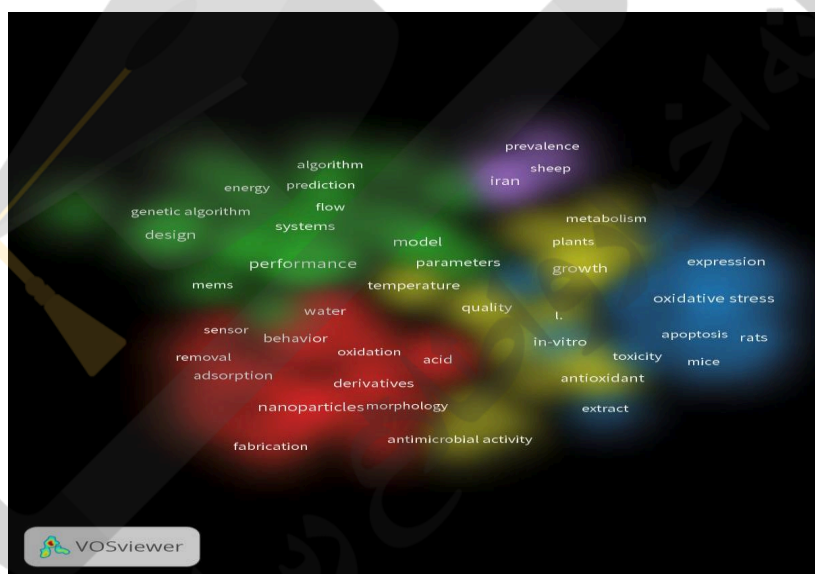 prevalence
algorithm
sheep
iran
energy
prediction
genetic algorithm
flow
metabolism
design
systems
model
plants
performance
parameters
growth
expression
mems
temperature
oxidative stress
water
quality
l.
sensor
behavior
in-vitro
apoptosis
rats
removal
oxidation
acid
toxicity
mice
adsorption
derivatives
antioxidant
nanoparticles
morphology
extract
fabrication
antimicrobial activity
VOSviewer